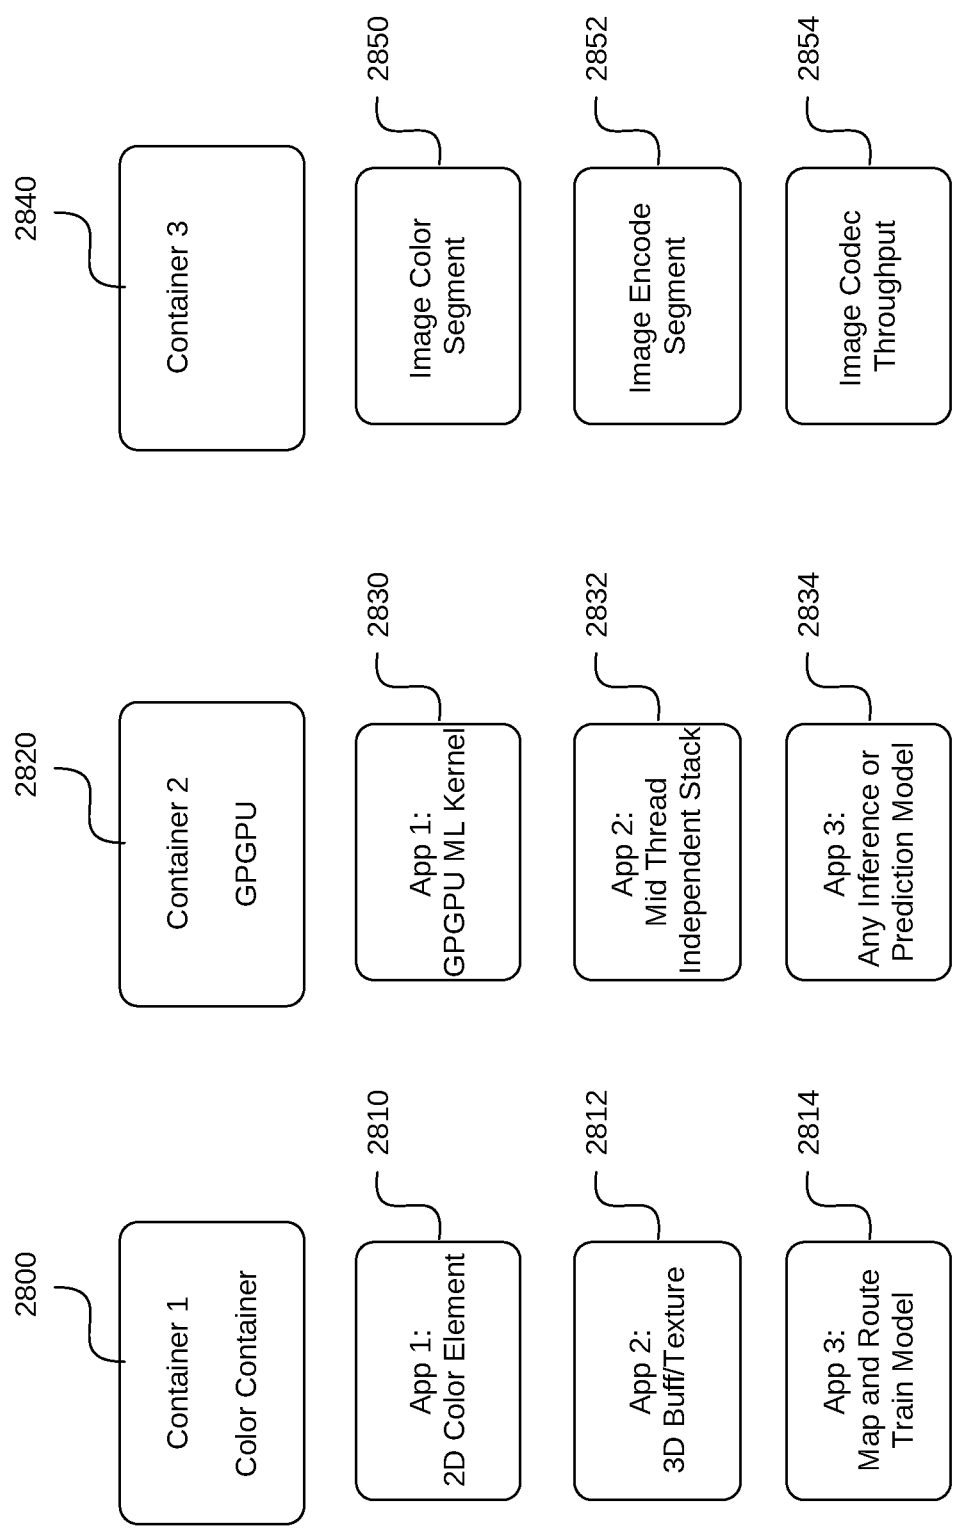 2800
Container 1
Color Container
2810
App 1:
2D Color Element
2812
App 2:
3D Buff/Texture
2814
App 3:
Map and Route
Train Model
2820
Container 2
GPGPU
2830
App 1:
GPGPU ML Kernel
2832
App 2:
Mid Thread
Independent Stack
2834
App 3:
Any Inference or
Prediction Model
2840
Container 3
2850
Image Color
Segment
2852
Image Encode
Segment
2854
Image Codec
Throughput